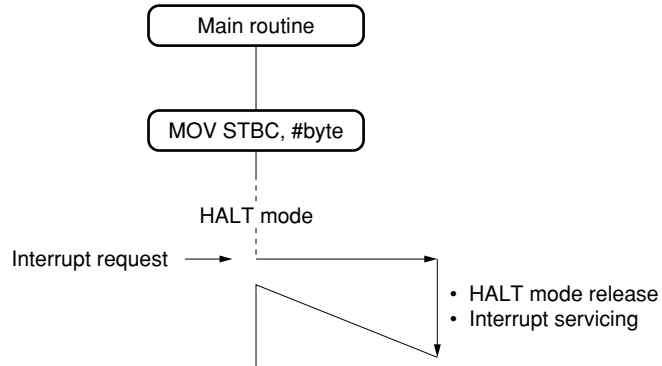 Main routine
MOV STBC, #byte
HALT mode
Interrupt request
• HALT mode release
• Interrupt servicing